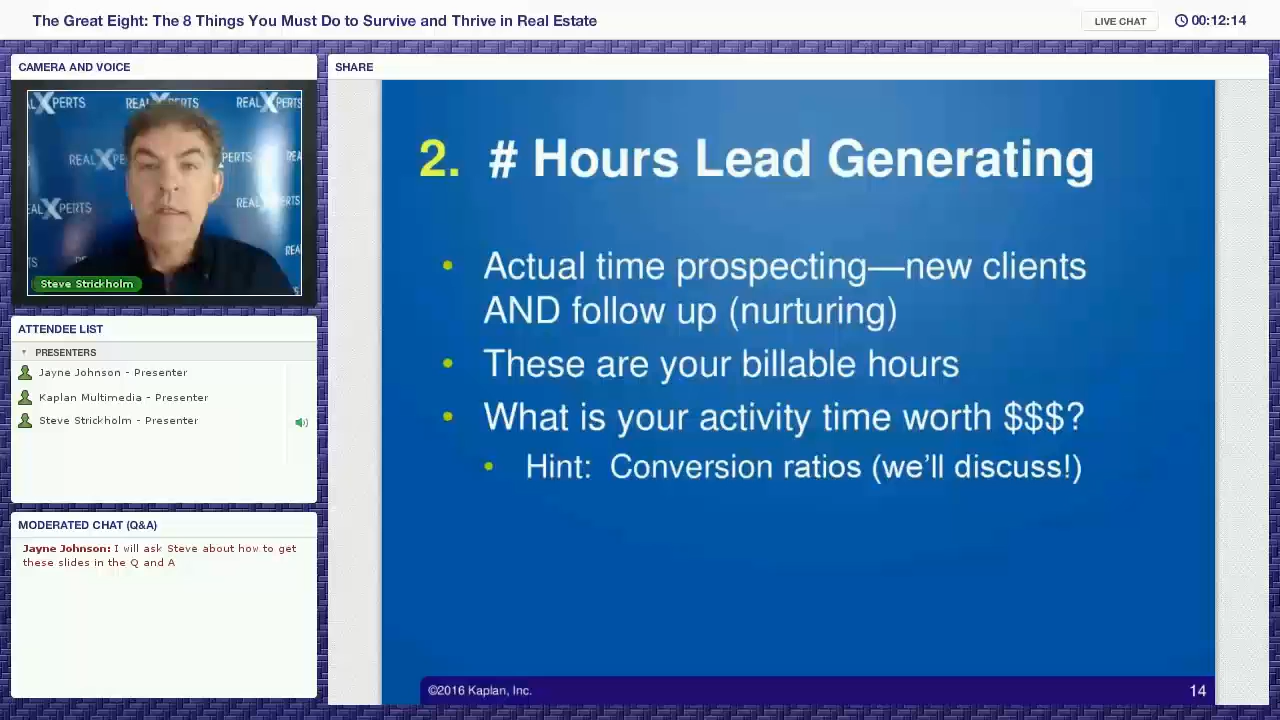 The Great Eight: The 8 Things You Must Do to Survive and Thrive in Real Estate
LIVE CHAT
00:12:14
CAMERA AND VOICE
REALXPERTS
Steve Strickholm
ATTENDEE LIST
PRESENTERS
Jayne Johnson - Presenter
Kaplan Multimedia - Presenter
Steve Strickholm - Presenter
MODERATED CHAT (Q&A)
Jayne Johnson: I will ask Steve about how to get
these slides in the Q and A
SHARE
2. # Hours Lead Generating
• Actual time prospecting—new clients
AND follow up (nurturing)
• These are your billable hours
• What is your activity time worth $$$?
• Hint: Conversion ratios (we'll discuss!)
©2016 Kaplan, Inc.
14